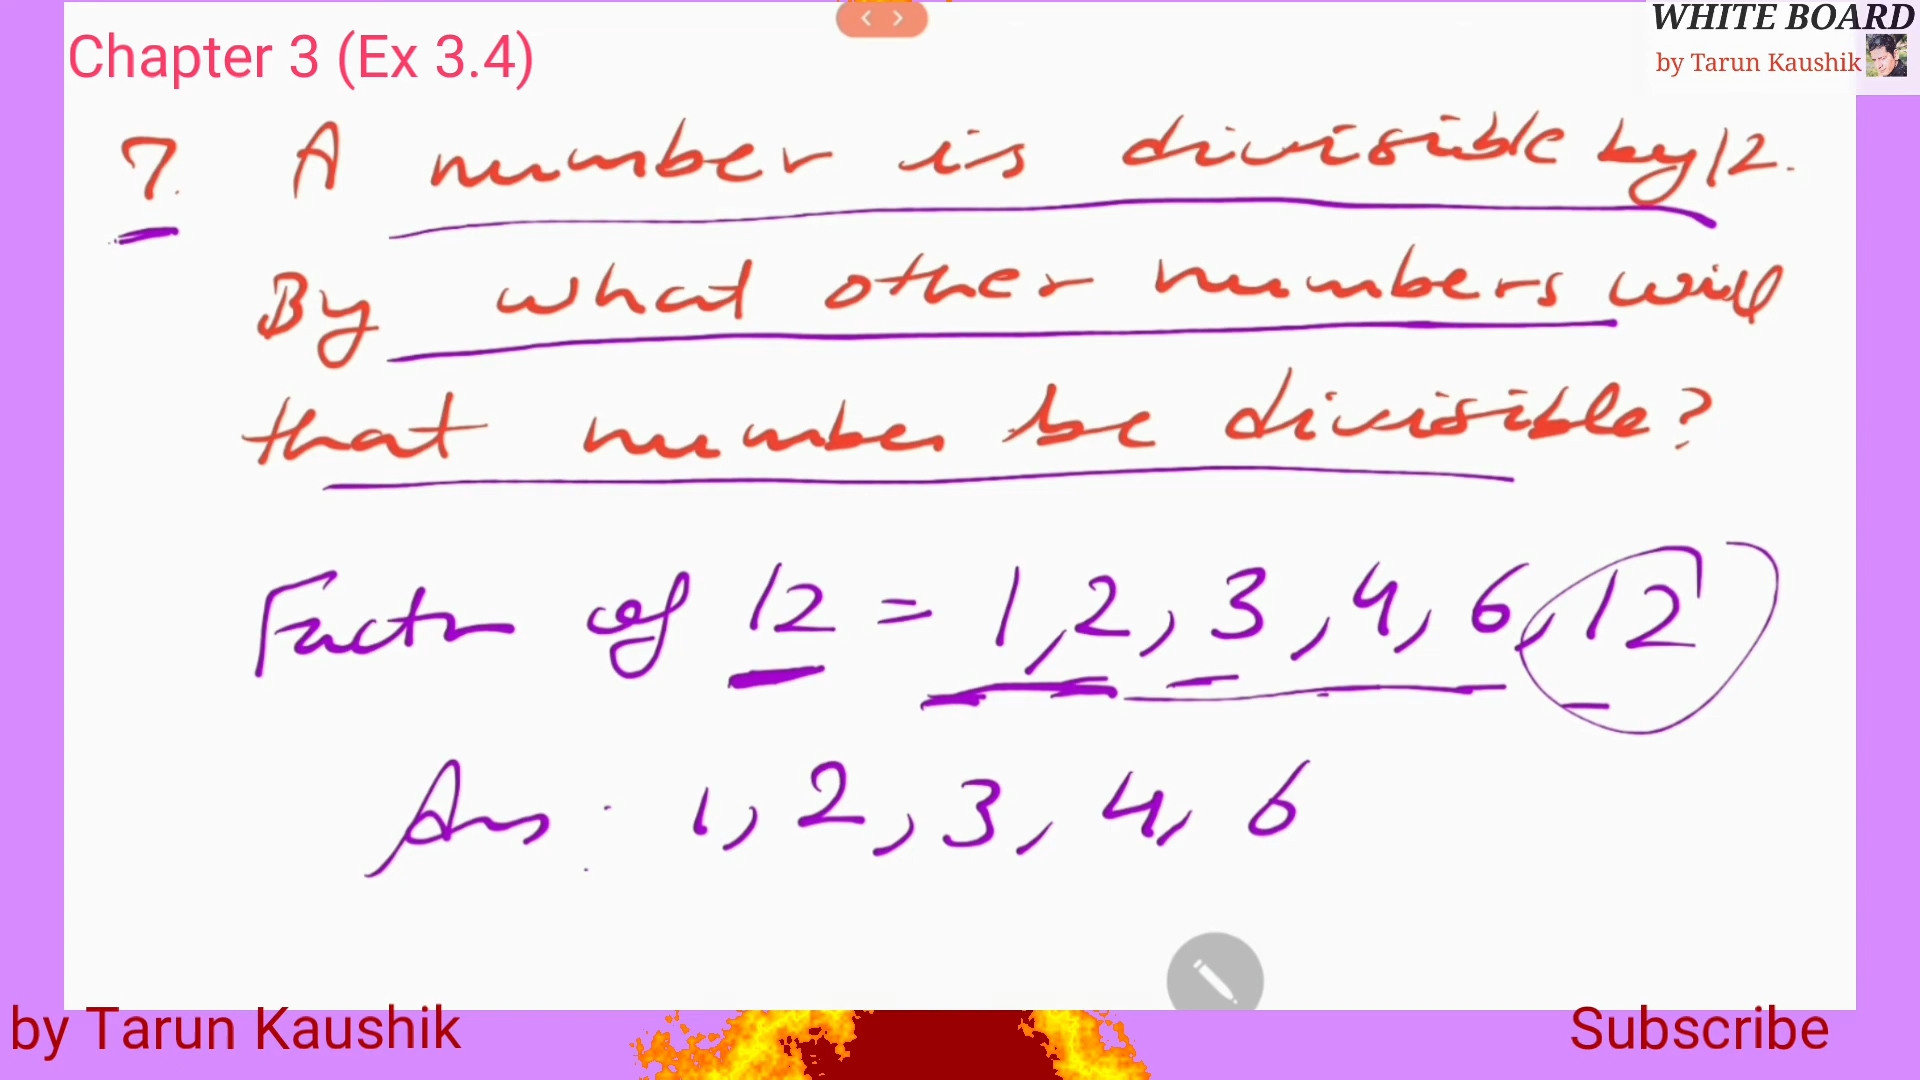 WHITE BOARD
by Tarun Kaushik
Chapter 3 (Ex 3.4)
7. A number is divisible by 12.
By what other numbers will
that number be divisible?
Factor of 12 = 1, 2, 3, 4, 6, 12
Ans: 1, 2, 3, 4, 6
by Tarun Kaushik
Subscribe